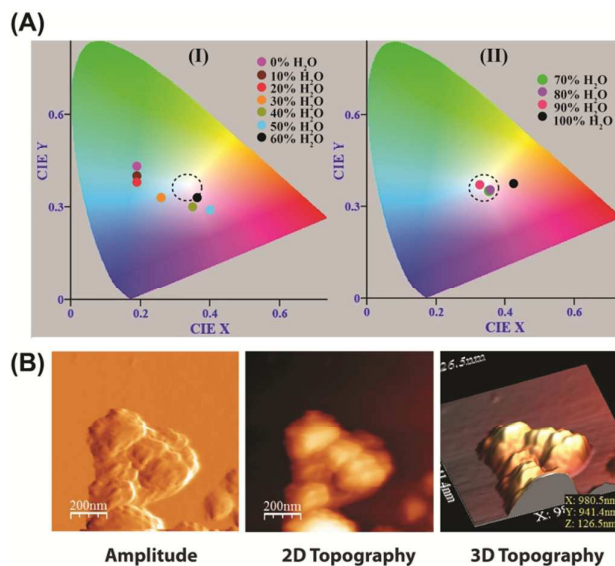 (A)
(I)
0% H2O
10% H2O
20% H2O
30% H2O
40% H2O
50% H2O
60% H2O
0.6
0.3
0
CIE Y
0
0.2
0.4
0.6
CIE X
(II)
70% H2O
80% H2O
90% H2O
100% H2O
0.6
0.3
0
CIE Y
0
0.2
0.4
0.6
CIE X
(B)
200nm
Amplitude
200nm
2D Topography
26.5nm
41.4nm
X: 98
X: 980.5nm
Y: 941.4nm
Z: 126.5nm
3D Topography